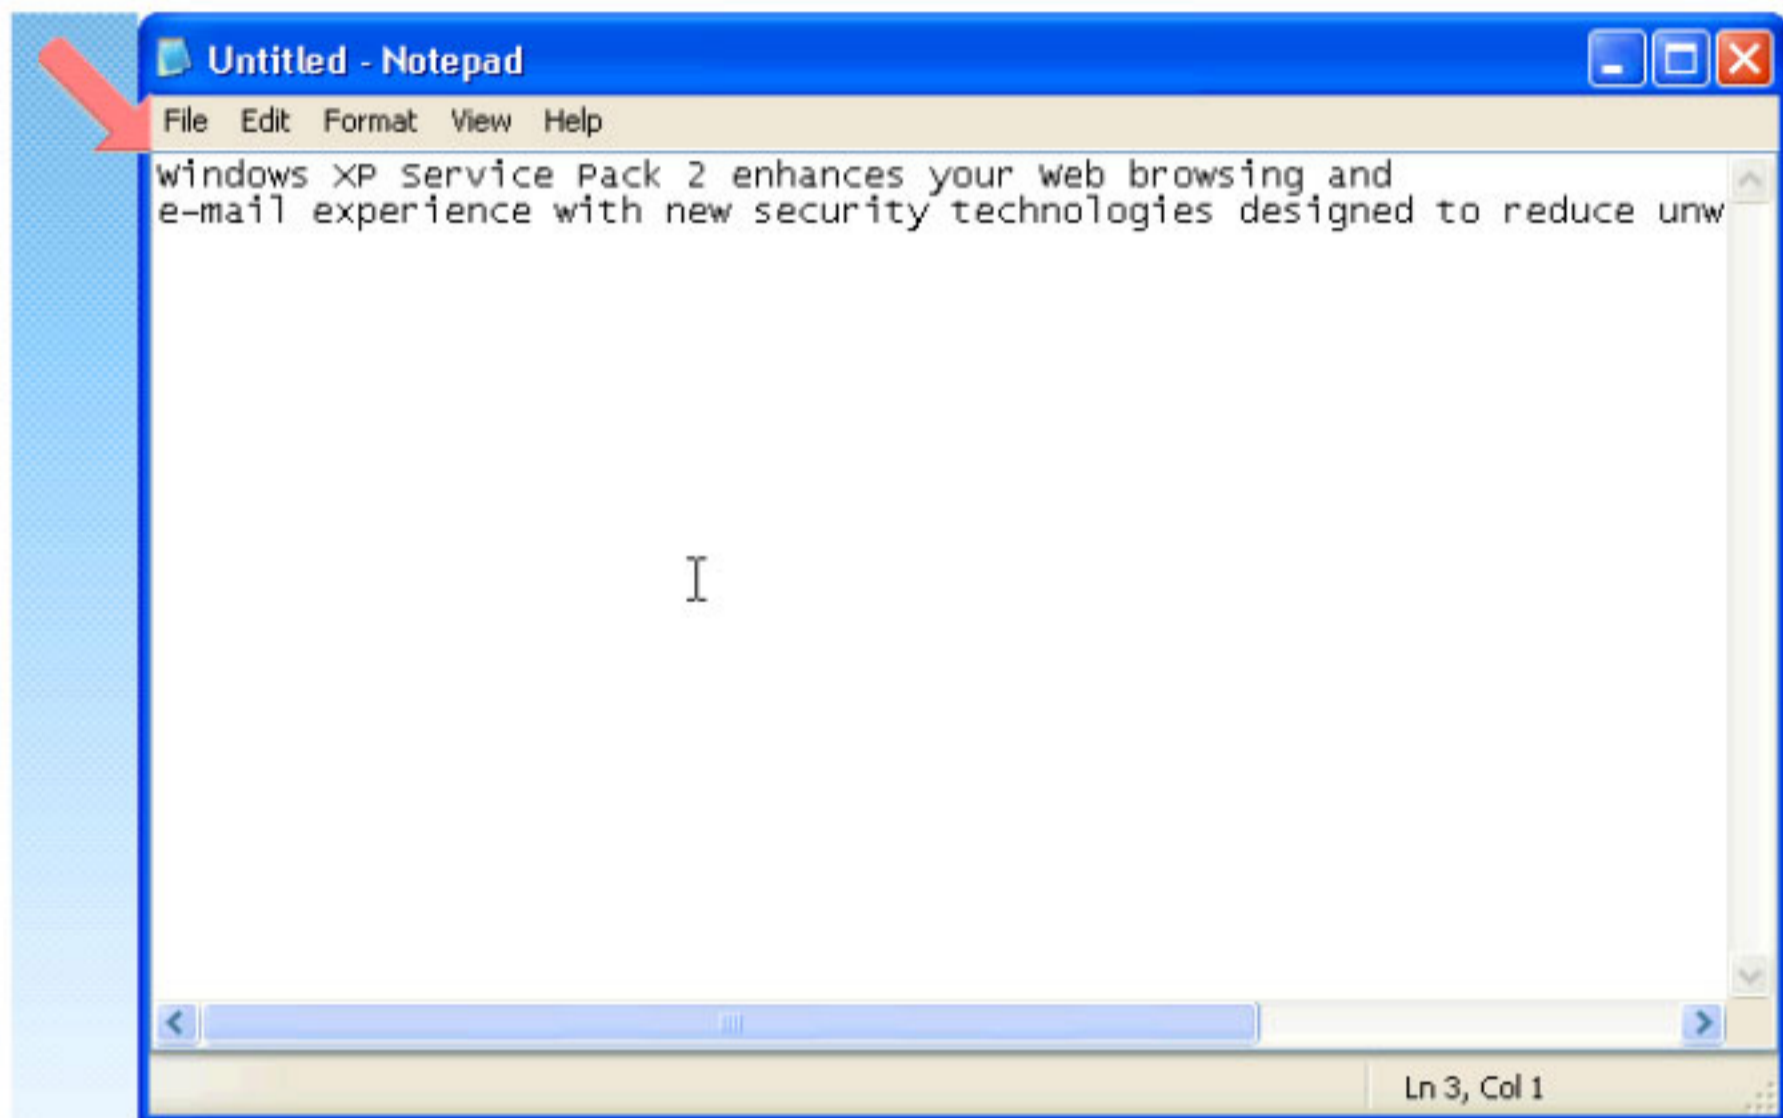 Untitled - Notepad
File Edit Format View Help
Windows XP Service Pack 2 enhances your Web browsing and
e-mail experience with new security technologies designed to reduce unw
Ln 3, Col 1